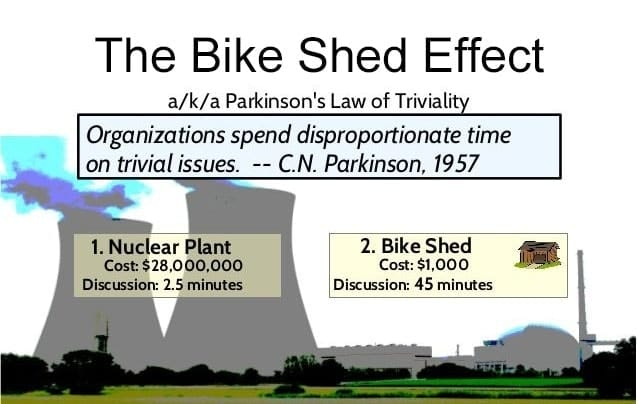 The Bike Shed Effect
a/k/a Parkinson's Law of Triviality
Organizations spend disproportionate time
on trivial issues. -- C.N. Parkinson, 1957
1. Nuclear Plant
Cost: $28,000,000
Discussion: 2.5 minutes
2. Bike Shed
Cost: $1,000
Discussion: 45 minutes